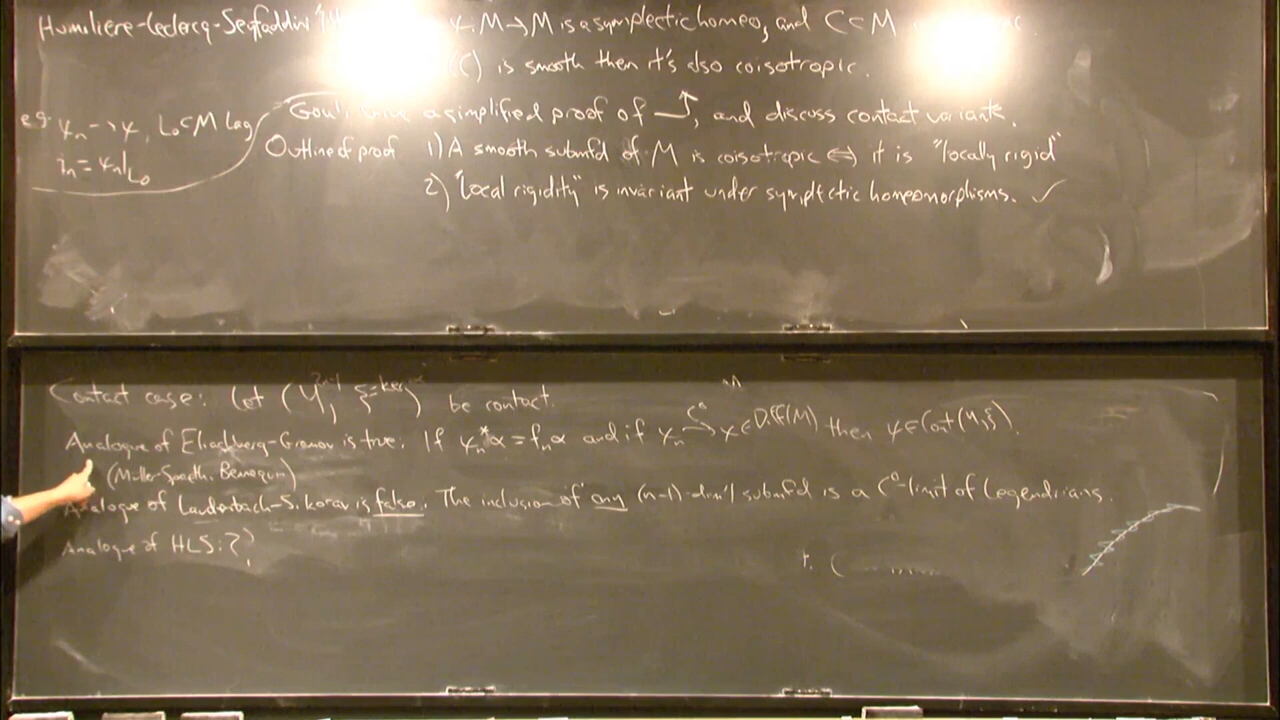 Humilière-Leclercq-Seyfaddini ψ: M→M is a symplectic homeo, and C⊂M
(C) is smooth then it's also coisotropic.
e.g. ψₙ → ψ, L₀⊂M Lag
iₙ = ψₙ|L₀
Goal: a simplified proof of ⤴, and discuss contact variants.
Outline of proof 1) A smooth submfd of M is coisotropic ⇔ it is "locally rigid"
2) "local rigidity" is invariant under symplectic homeomorphisms. ✓
Contact case: Let (Y, ξ=ker α) be contact.
Analogue of Eliashberg-Gromov is true. If ψₙ*α = fₙα and if ψₙ →C⁰ ψ∈Diff(M) then ψ∈Cont(Y,ξ).
(Müller-Spaeth, Bennequin)
Analogue of Laudenbach-Sikorav is false. The inclusion of any (n-1)-dim'l submfd is a C⁰-limit of Legendrians.
Analogue of HLS: ?